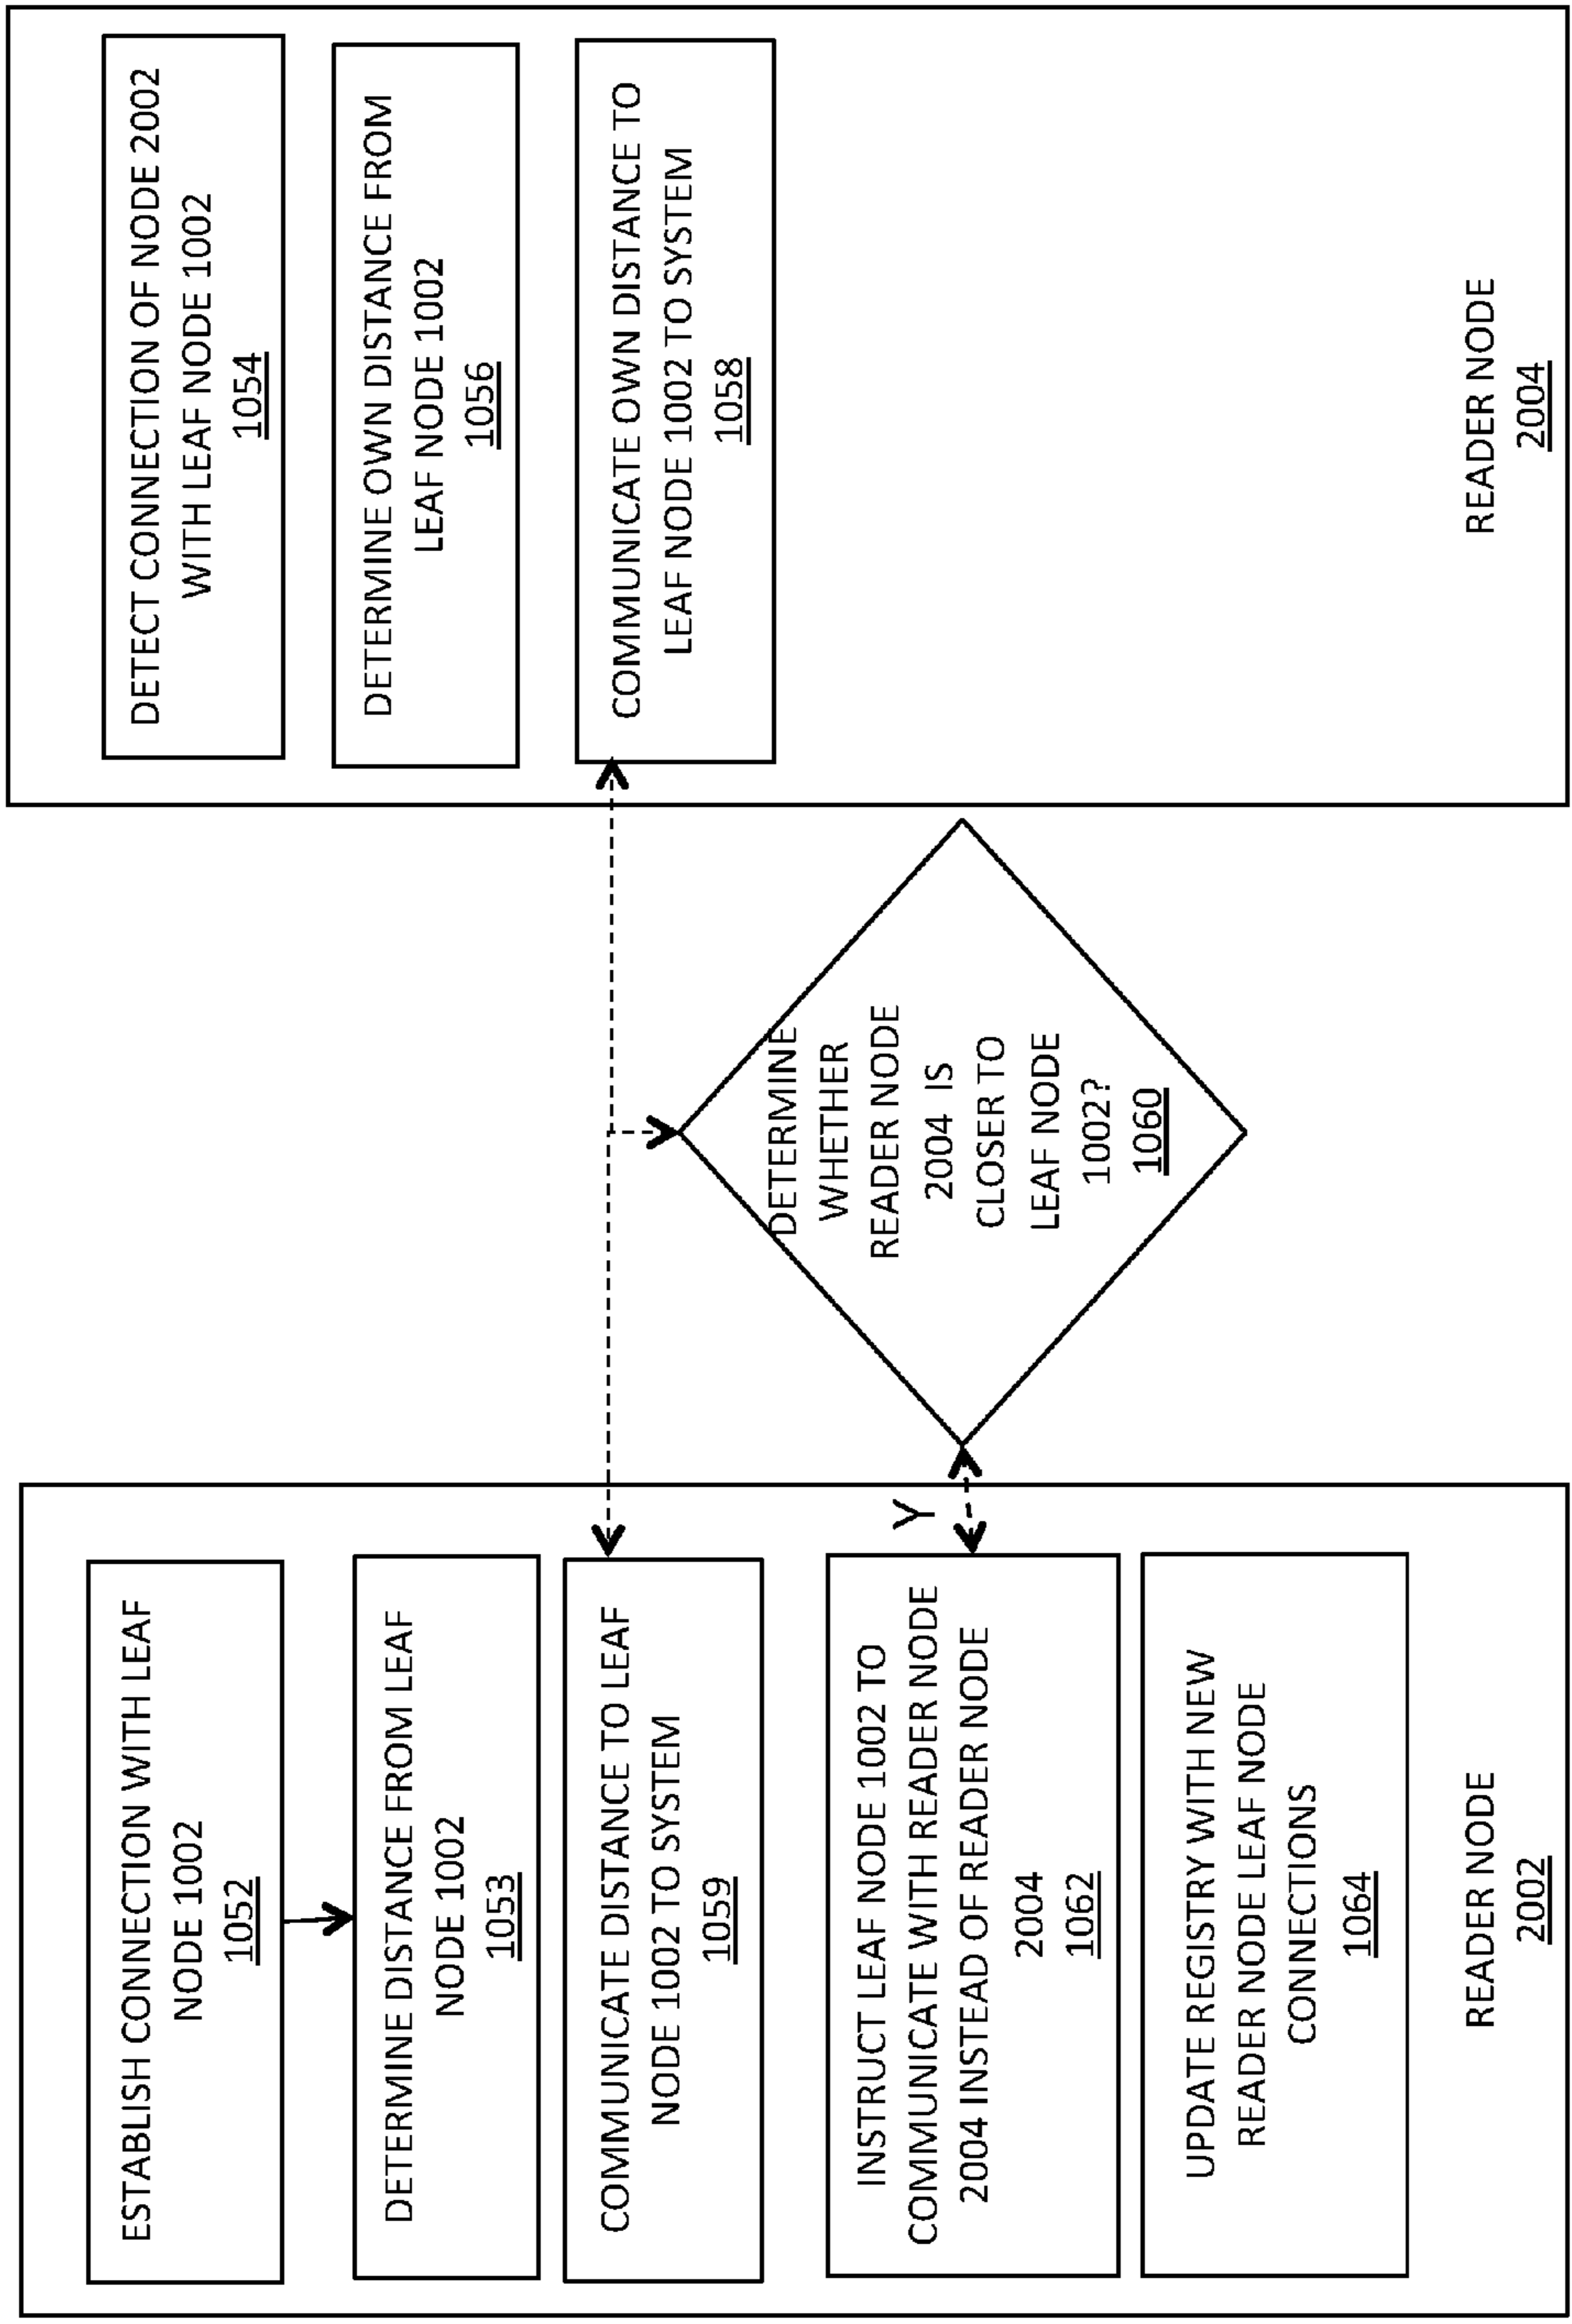 ESTABLISH CONNECTION WITH LEAF
NODE 1002
1052
DETERMINE DISTANCE FROM LEAF
NODE 1002
1053
COMMUNICATE DISTANCE TO LEAF
NODE 1002 TO SYSTEM
1059
INSTRUCT LEAF NODE 1002 TO
COMMUNICATE WITH READER NODE
2004 INSTEAD OF READER NODE
2004
1062
UPDATE REGISTRY WITH NEW
READER NODE LEAF NODE
CONNECTIONS
1064
READER NODE
2002
Y
DETERMINE
WHETHER
READER NODE
2004 IS
CLOSER TO
LEAF NODE
1002?
1060
DETECT CONNECTION OF NODE 2002
WITH LEAF NODE 1002
1054
DETERMINE OWN DISTANCE FROM
LEAF NODE 1002
1056
COMMUNICATE OWN DISTANCE TO
LEAF NODE 1002 TO SYSTEM
1058
READER NODE
2004